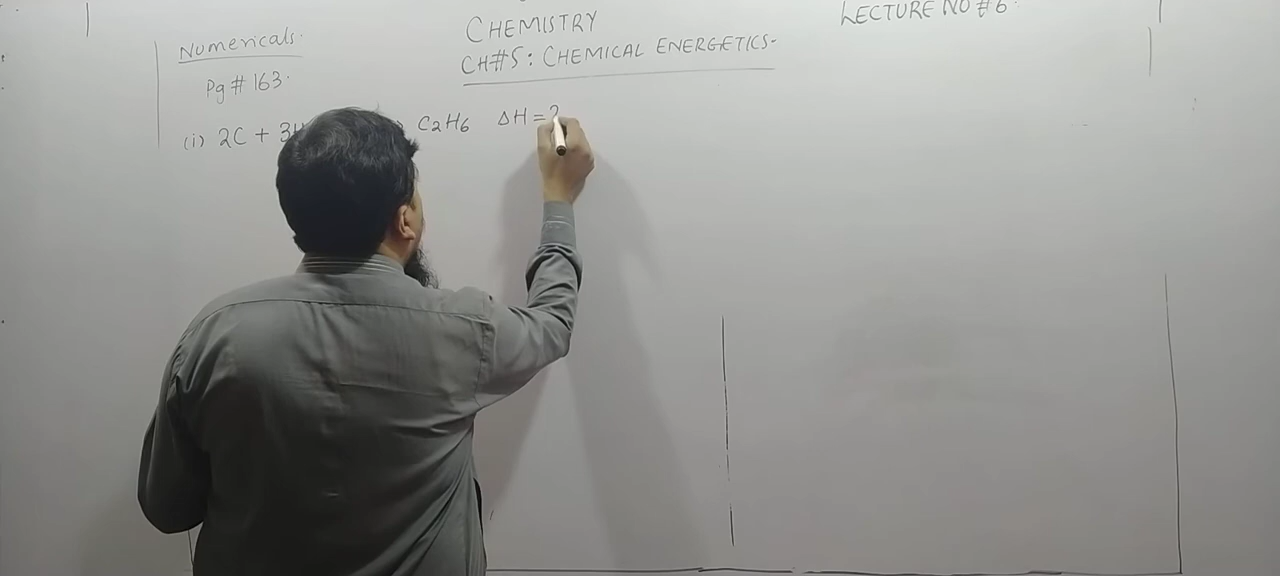 CHEMISTRY
LECTURE NO # 6.
CH#5: CHEMICAL ENERGETICS.
Numericals.
Pg # 163.
(i) 2C + 3H C2H6 ΔH = ?